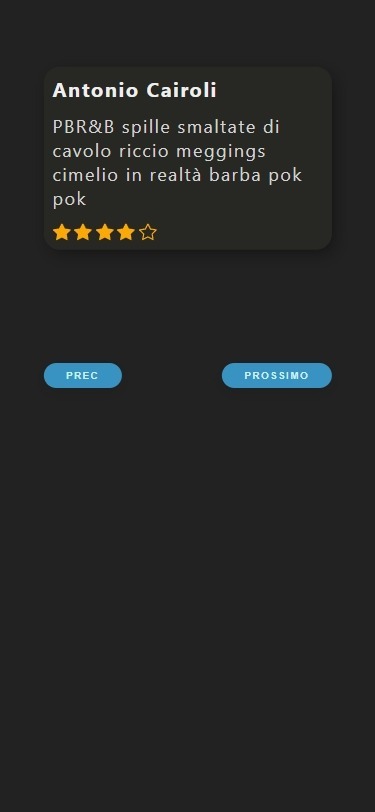 Antonio Cairoli
PBR&B spille smaltate di
cavolo riccio meggings
cimelio in realtà barba pok
pok
PREC
PROSSIMO